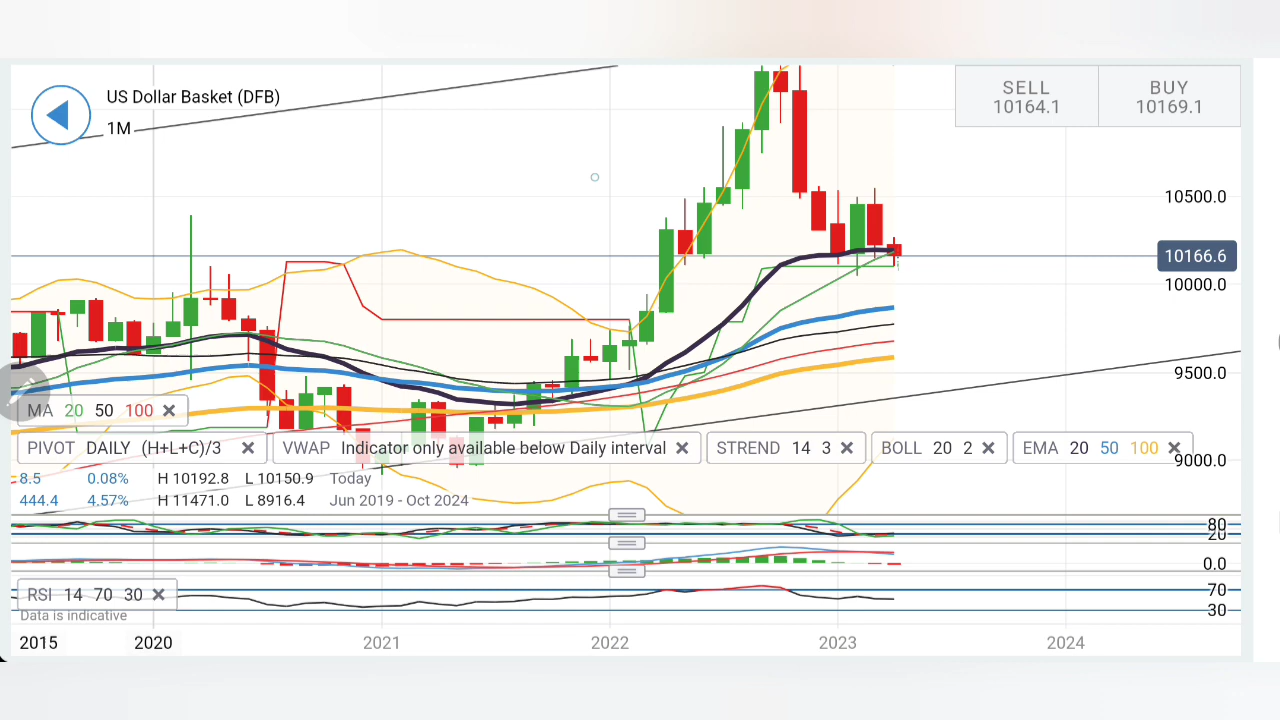 US Dollar Basket (DFB)
1M
SELL
10164.1
BUY
10169.1
10500.0
10166.6
10000.0
9500.0
9000.0
MA 20 50 100
PIVOT DAILY (H+L+C)/3
VWAP Indicator only available below Daily interval
STREND 14 3
BOLL 20 2
EMA 20 50 100
8.5 0.08% H 10192.8 L 10150.9 Today
444.4 4.57% H 11471.0 L 8916.4 Jun 2019 - Oct 2024
80
20
0.0
RSI 14 70 30
70
30
Data is indicative
2015 2020 2021 2022 2023 2024